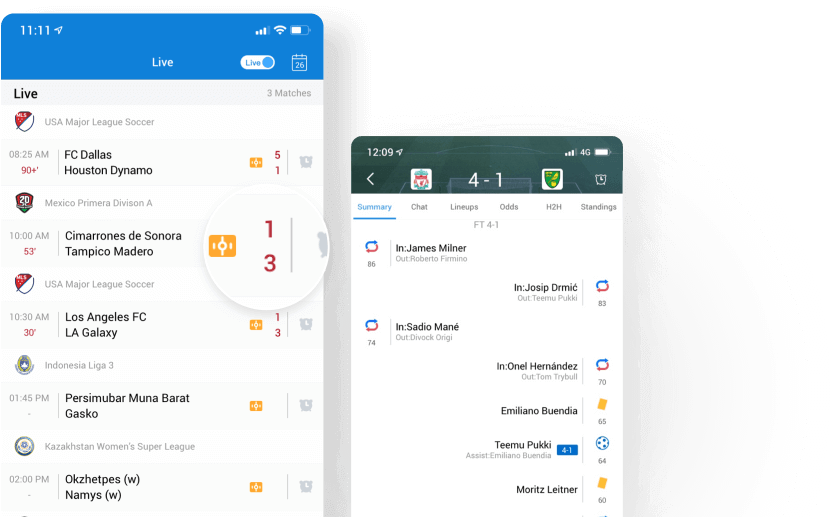 11:11
Live
Live
26
Live
3 Matches
MLS
USA Major League Soccer
08:25 AM
FC Dallas
5
90+'
Houston Dynamo
1
20
Mexico Primera Divison A
10:00 AM
Cimarrones de Sonora
1
53'
Tampico Madero
3
MLS
USA Major League Soccer
10:30 AM
Los Angeles FC
1
30'
LA Galaxy
3
Indonesia Liga 3
01:45 PM
Persimubar Muna Barat
-
Gasko
Kazakhstan Women's Super League
02:00 PM
Okzhetpes (w)
-
Namys (w)
12:09
4G
4 - 1
Summary Chat Lineups Odds H2H Standings
FT 4-1
In:James Milner
86
Out:Roberto Firmino
In:Josip Drmić
Out:Teemu Pukki
83
In:Sadio Mané
74
Out:Divock Origi
In:Onel Hernández
Out:Tom Trybull
70
Emiliano Buendia
65
Teemu Pukki
Assist:Emiliano Buendia
4-1
64
Moritz Leitner
60